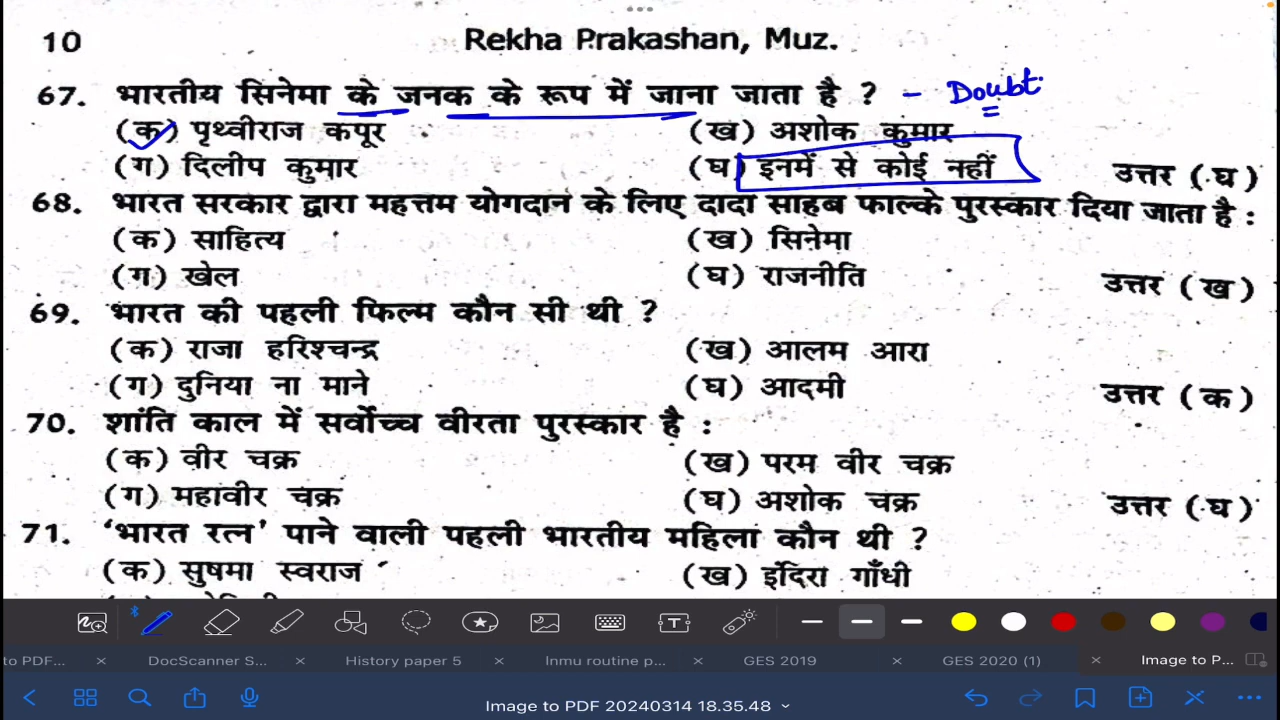 10 Rekha Prakashan, Muz.
67. भारतीय सिनेमा के जनक के रूप में जाना जाता है ? - Doubt
(क) पृथ्वीराज कपूर (ख) अशोक कुमार
(ग) दिलीप कुमार (घ) इनमें से कोई नहीं उत्तर (घ)
68. भारत सरकार द्वारा महत्तम योगदान के लिए दादा साहब फाल्के पुरस्कार दिया जाता है :
(क) साहित्य (ख) सिनेमा
(ग) खेल (घ) राजनीति उत्तर (ख)
69. भारत की पहली फिल्म कौन सी थी ?
(क) राजा हरिश्चन्द्र (ख) आलम आरा
(ग) दुनिया ना माने (घ) आदमी उत्तर (क)
70. शांति काल में सर्वोच्च वीरता पुरस्कार है :
(क) वीर चक्र (ख) परम वीर चक्र
(ग) महावीर चक्र (घ) अशोक चक्र उत्तर (घ)
71. 'भारत रत्न' पाने वाली पहली भारतीय महिला कौन थी ?
(क) सुषमा स्वराज (ख) इंदिरा गाँधी
to PDF... DocScanner S... History paper 5 Inmu routine p... GES 2019 GES 2020 (1) Image to P...
Image to PDF 20240314 18.35.48